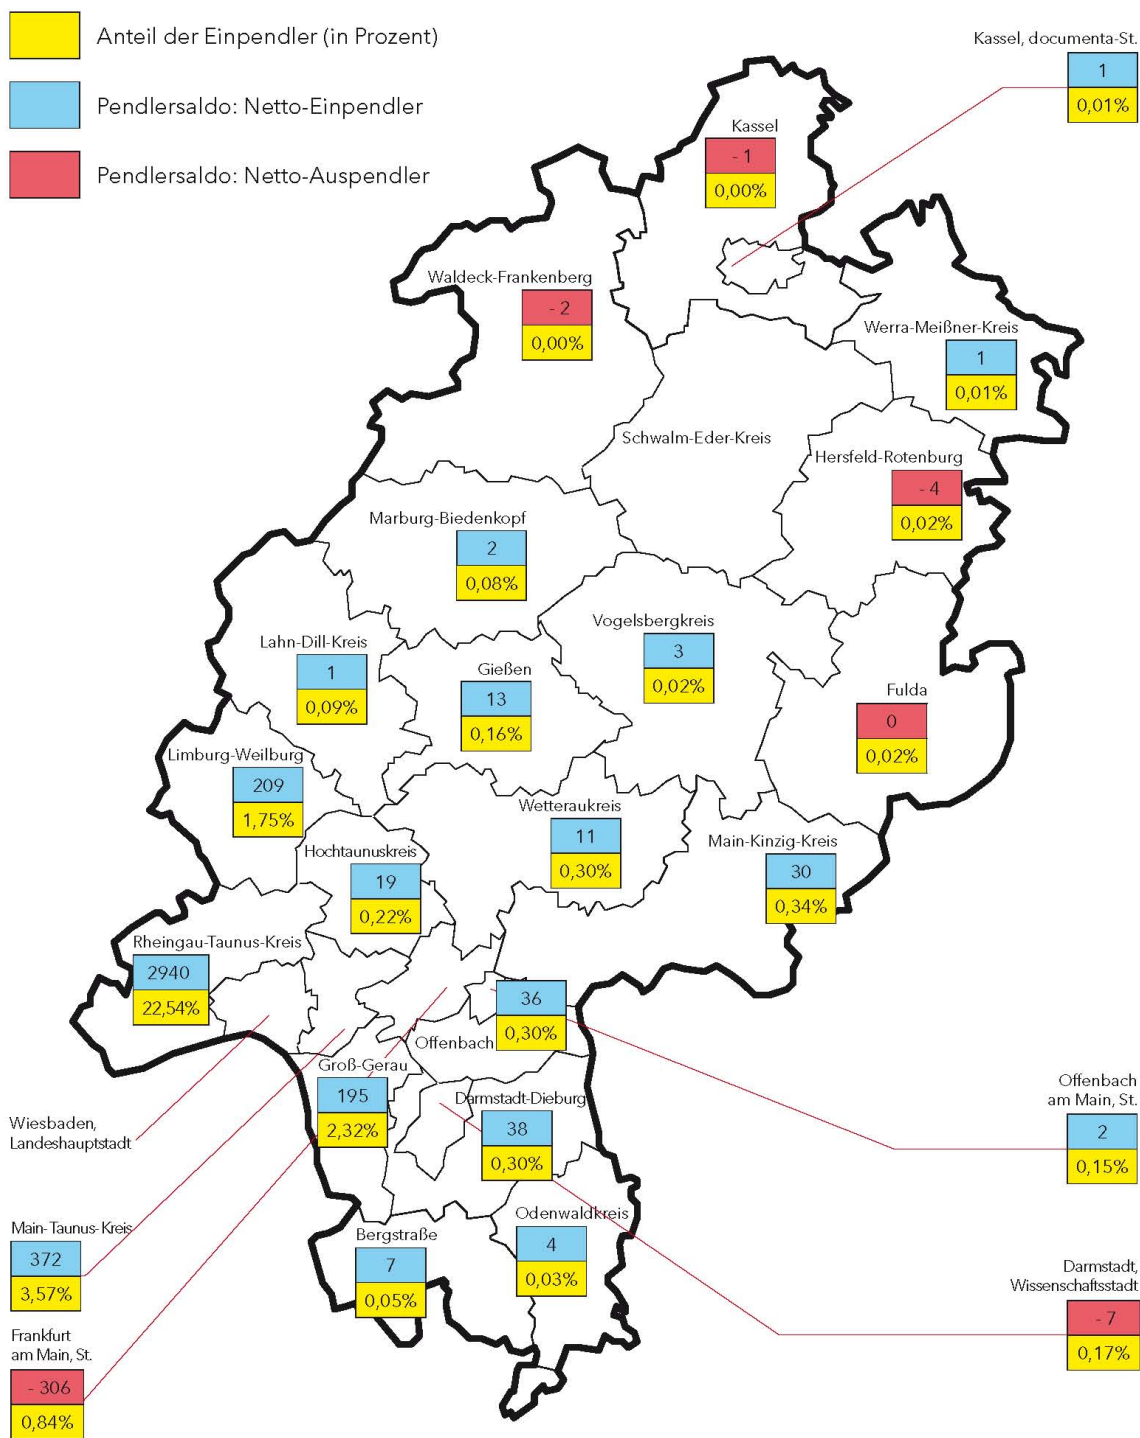 Anteil der Einpendler (in Prozent)
Pendlersaldo: Netto-Einpendler
Pendlersaldo: Netto-Auspendler
Kassel, documenta-St.
1
0,01%
Kassel
- 1
0,00%
Waldeck-Frankenberg
- 2
0,00%
Werra-Meißner-Kreis
1
0,01%
Schwalm-Eder-Kreis
Hersfeld-Rotenburg
- 4
0,02%
Marburg-Biedenkopf
2
0,08%
Vogelsbergkreis
3
0,02%
Lahn-Dill-Kreis
1
0,09%
Gießen
13
0,16%
Fulda
0
0,02%
Limburg-Weilburg
209
1,75%
Wetteraukreis
11
0,30%
Main-Kinzig-Kreis
30
0,34%
Hochtaunuskreis
19
0,22%
Rheingau-Taunus-Kreis
2940
22,54%
36
0,30%
Offenbach
Groß-Gerau
195
2,32%
Darmstadt-Dieburg
38
0,30%
Offenbach
am Main, St.
2
0,15%
Wiesbaden,
Landeshauptstadt
Odenwaldkreis
4
0,03%
Bergstraße
7
0,05%
Main-Taunus-Kreis
372
3,57%
Darmstadt,
Wissenschaftsstadt
- 7
0,17%
Frankfurt
am Main, St.
- 306
0,84%